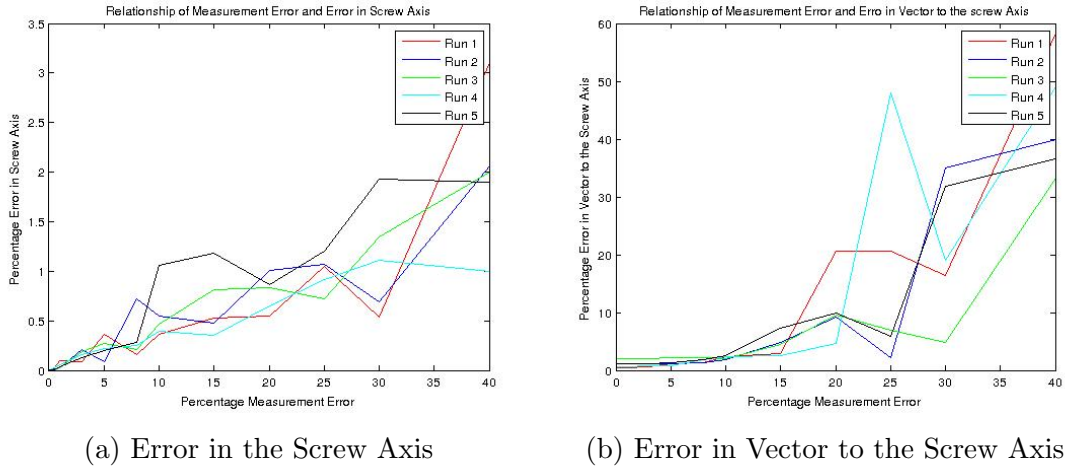 Relationship of Measurement Error and Error in Screw Axis
3.5
3
2.5
2
1.5
1
0.5
0
0 5 10 15 20 25 30 35 40
Percentage Error in Screw Axis
Percentage Measurement Error
Run 1
Run 2
Run 3
Run 4
Run 5
(a) Error in the Screw Axis
Relationship of Measurement Error and Erro in Vector to the screw Axis
60
50
40
30
20
10
0
0 5 10 15 20 25 30 35 40
Percentage Error in Vector to the Screw Axis
Percentage Measurement Error
Run 1
Run 2
Run 3
Run 4
Run 5
(b) Error in Vector to the Screw Axis